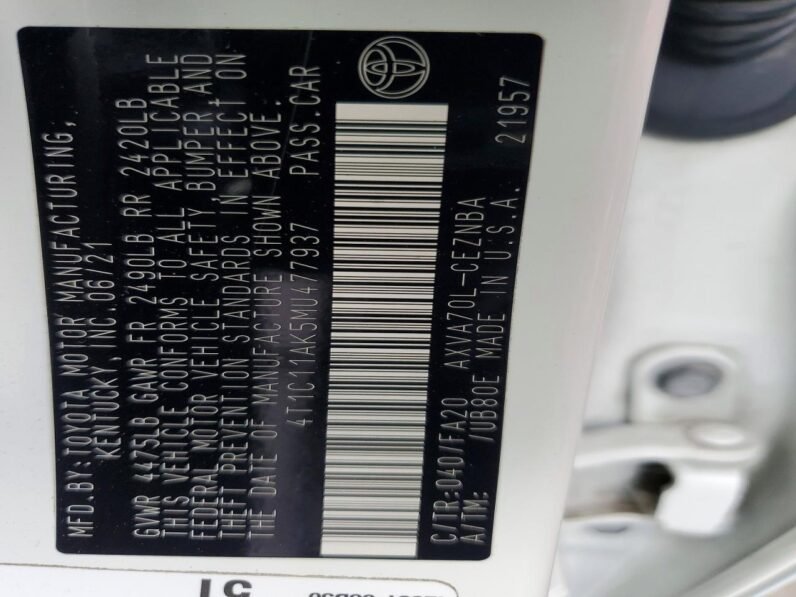 MFD.BY:TOYOTA MOTOR MANUFACTURING,
KENTUCKY, INC.06/21
GVWR 4475LB GAWR FR 2490LB RR 2420LB
THIS VEHICLE CONFORMS TO ALL APPLICABLE
FEDERAL MOTOR VEHICLE SAFETY,BUMPER,AND
THEFT PREVENTION STANDARDS IN EFFECT ON
THE DATE OF MANUFACTURE SHOWN ABOVE.
4T1C11AK5MU477937 PASS.CAR
C/TR:040/FA20 AXVA70L-CEZNBA
A/TM: /UB80E MADE IN U.S.A. 21957
51